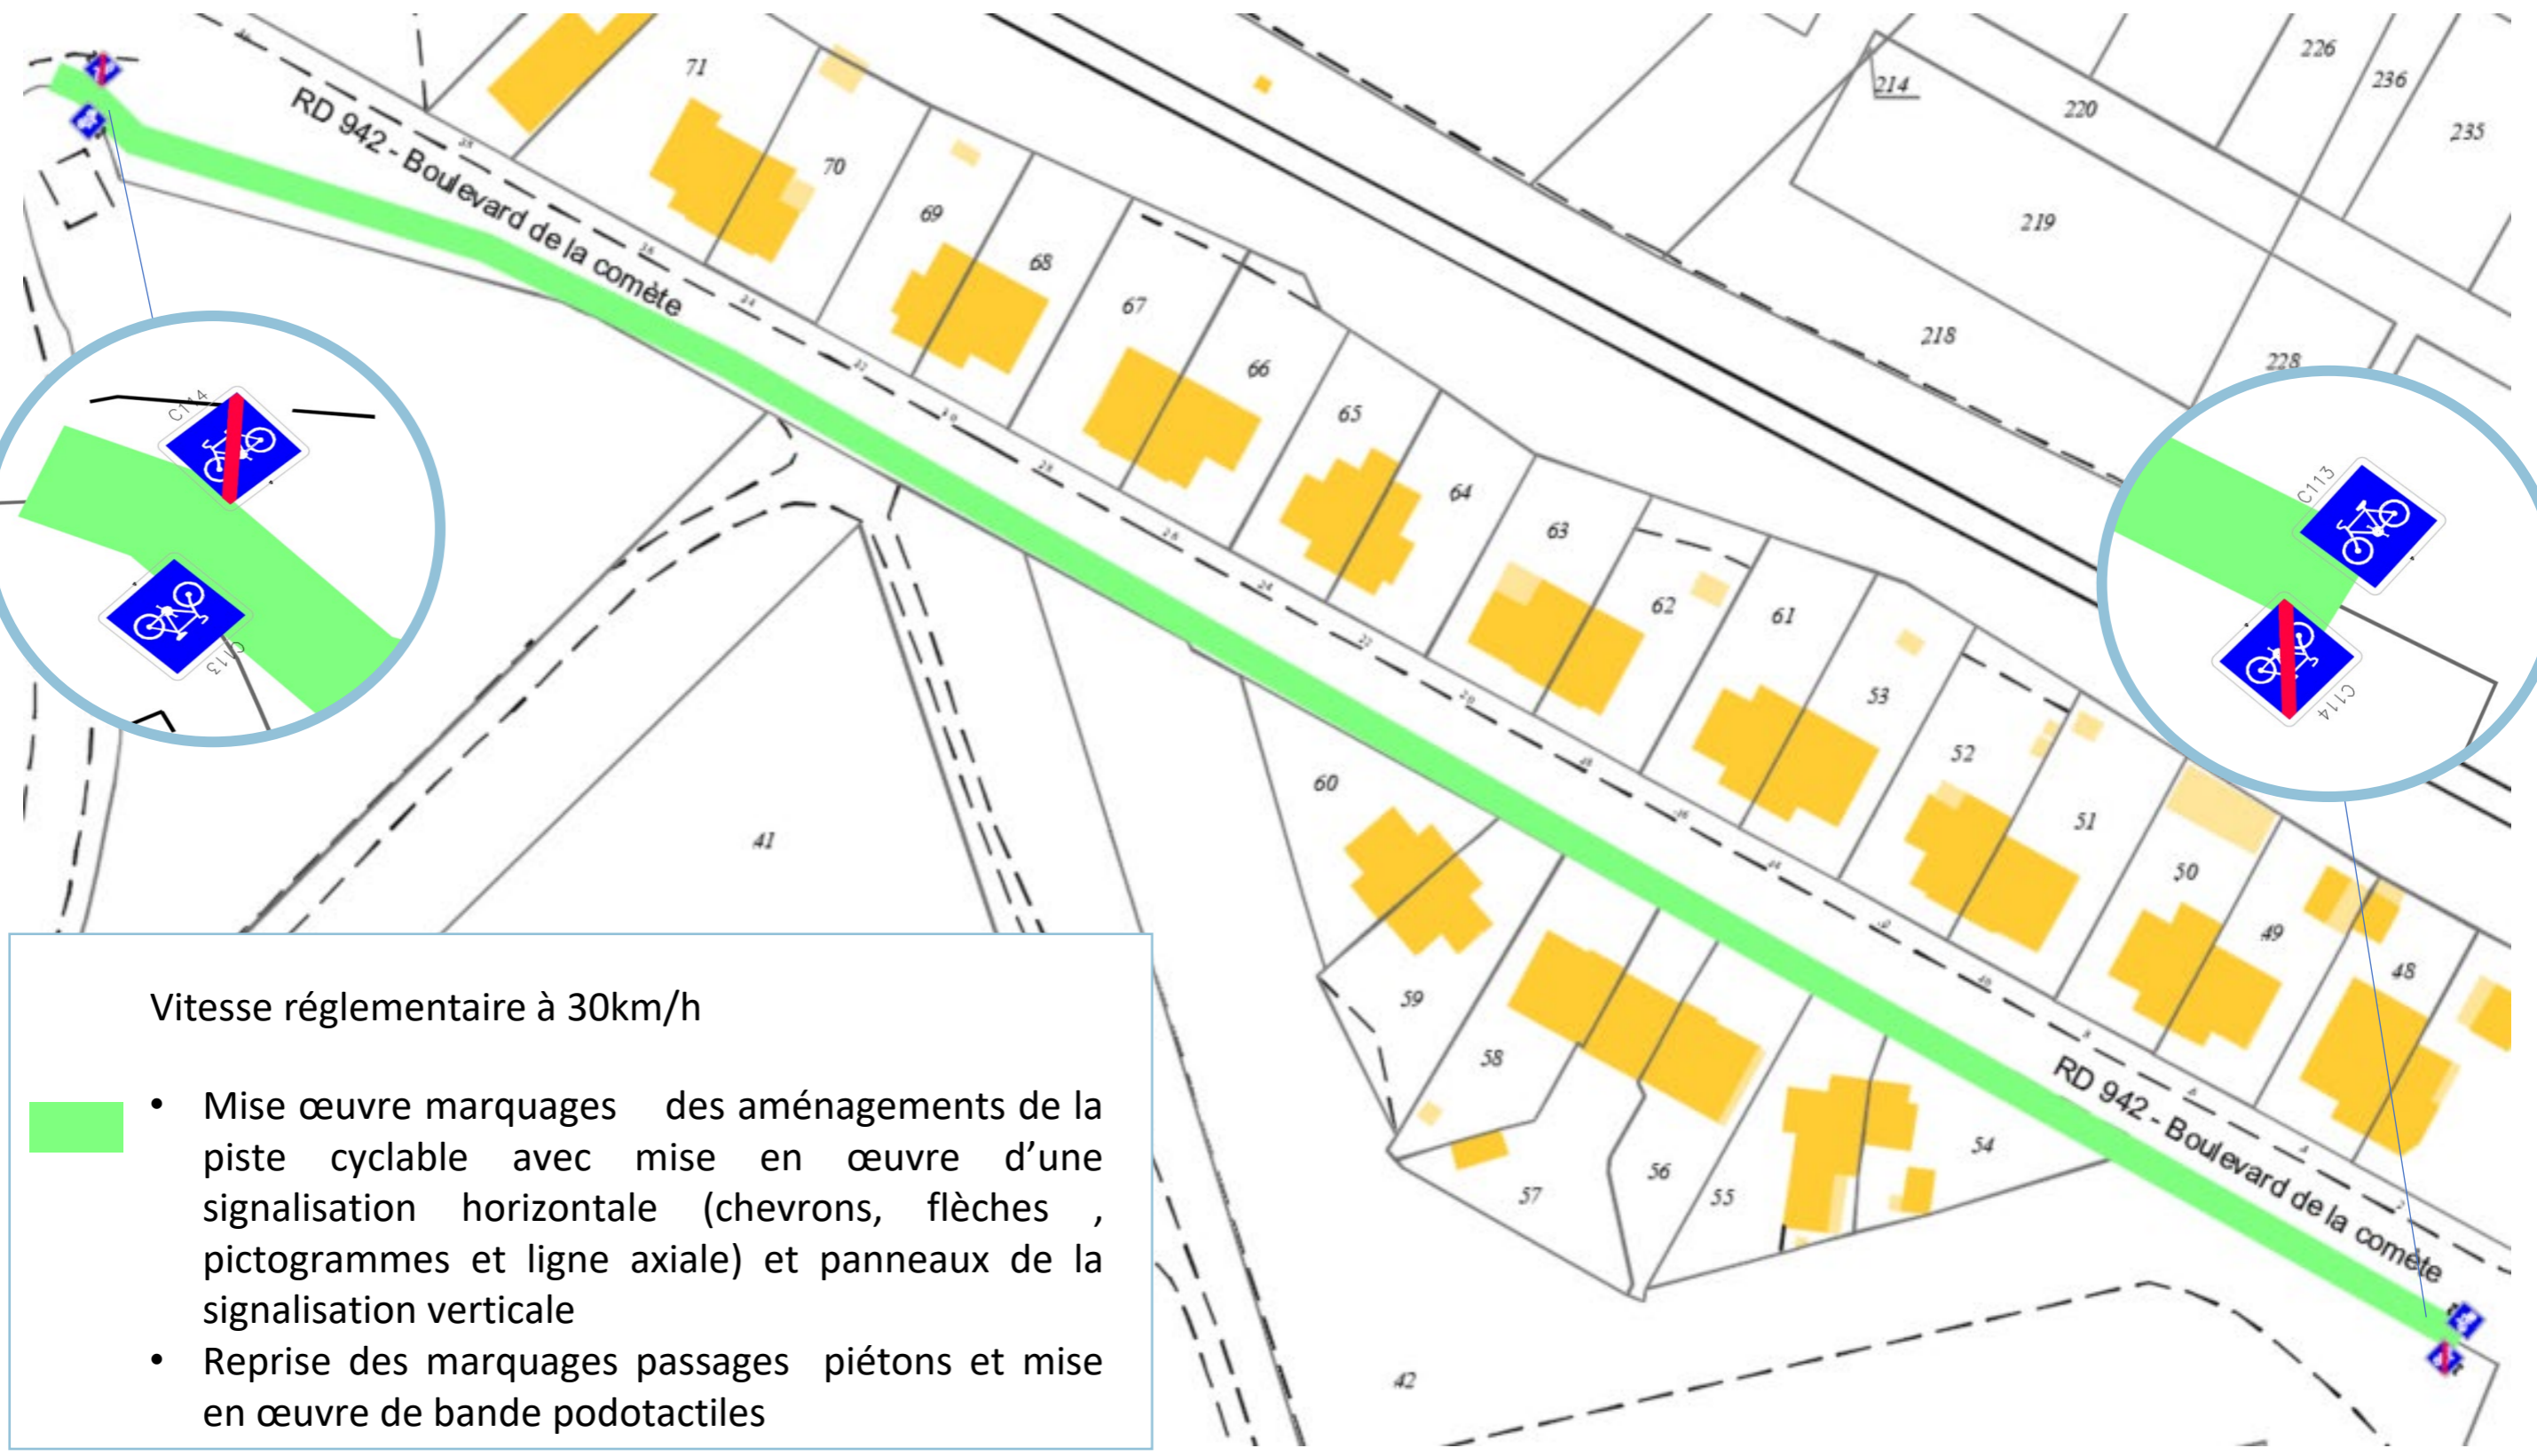 71
226
236
214
220
235
RD 942 - Boulevard de la comète
70
69
219
68
67
218
66
228
65
C114
64
C113
63
62
61
C113
53
C114
52
60
51
41
50
49
48
59
58
RD 942 - Boulevard de la comète
54
56
57
55
42
Vitesse réglementaire à 30km/h
• Mise œuvre marquages des aménagements de la
piste cyclable avec mise en œuvre d’une
signalisation horizontale (chevrons, flèches ,
pictogrammes et ligne axiale) et panneaux de la
signalisation verticale
• Reprise des marquages passages piétons et mise
en œuvre de bande podotactiles